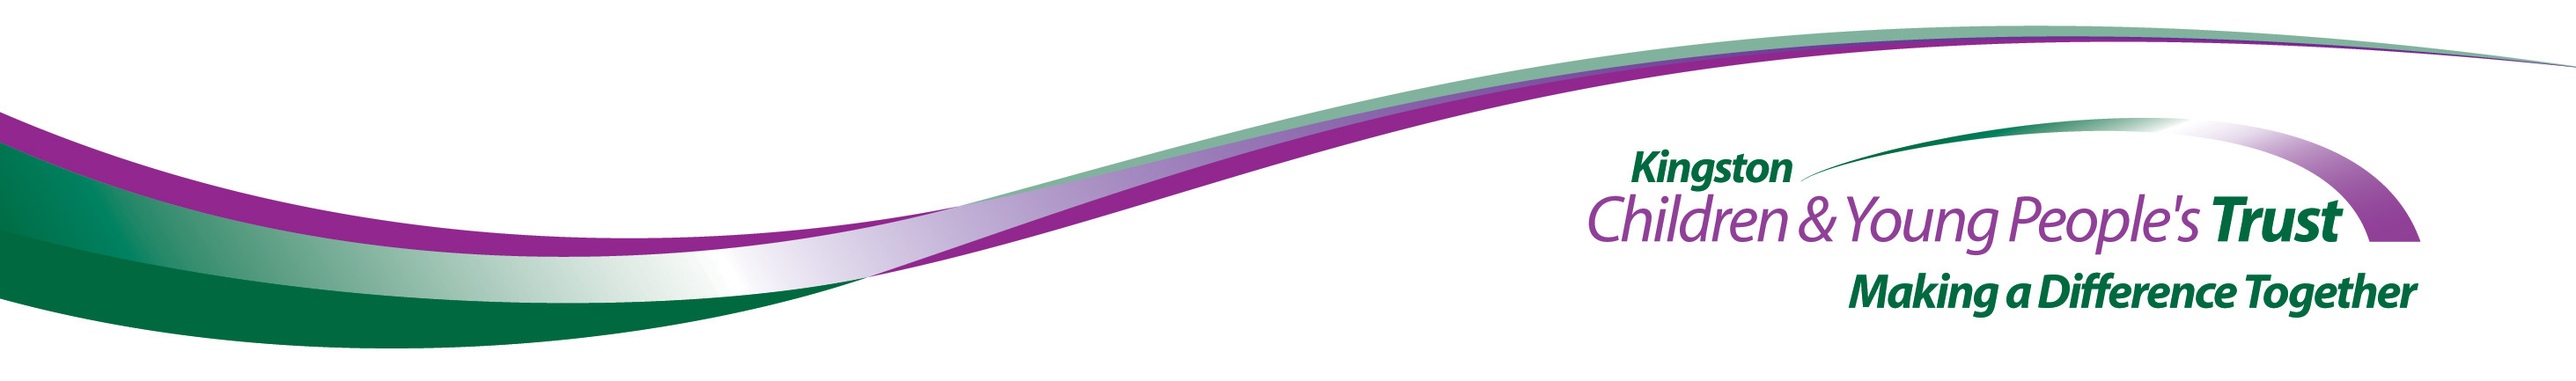 Kingston
Children & Young People's Trust
Making a Difference Together